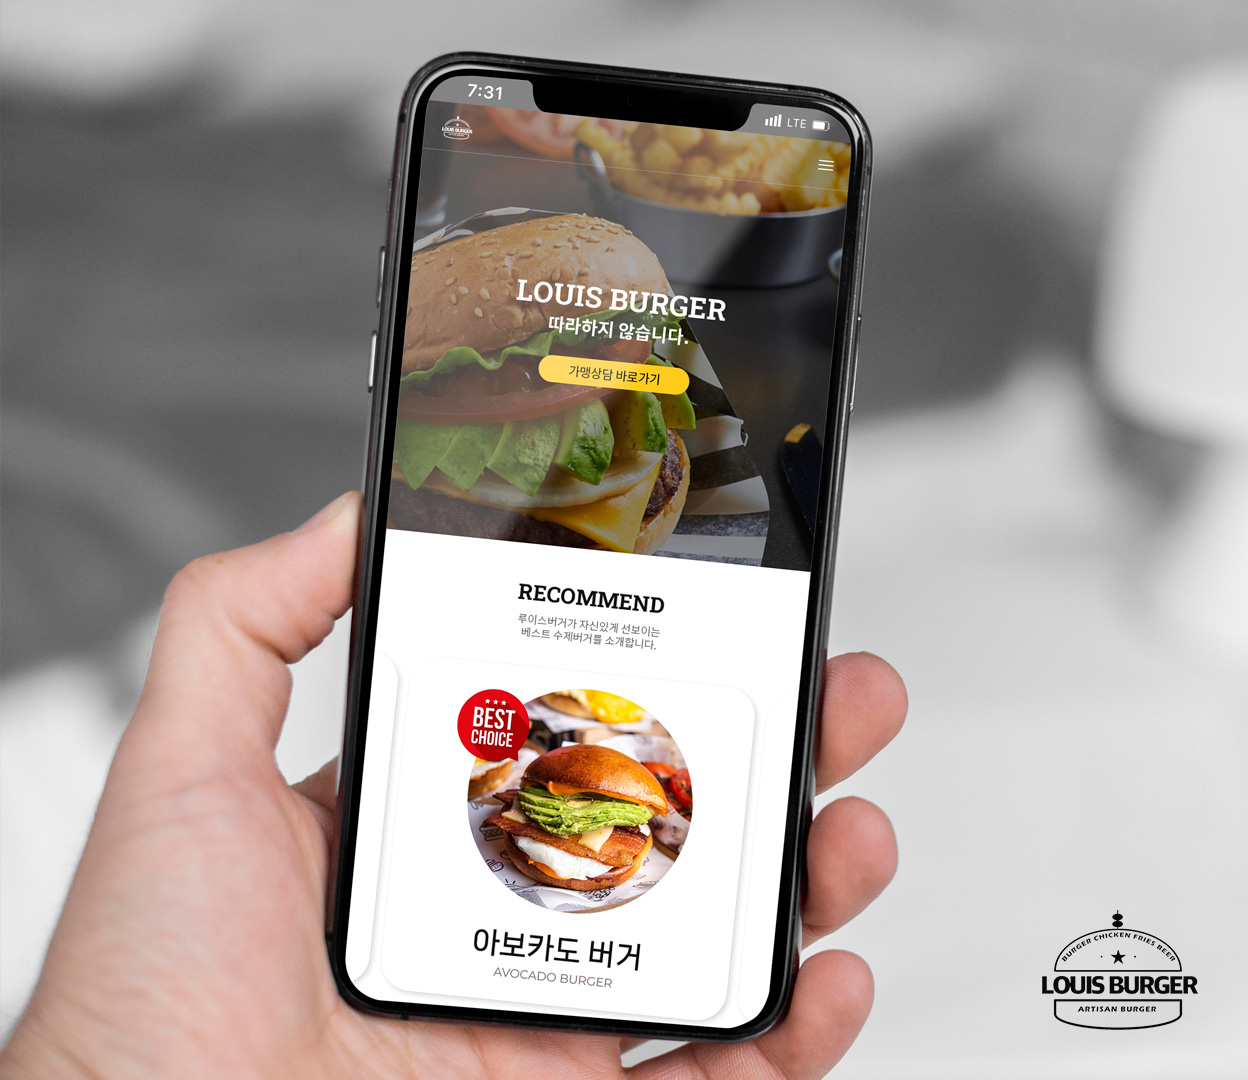 7:31
LTE
LOUIS BURGER
LOUIS BURGER
따라하지 않습니다.
가맹상담 바로가기
RECOMMEND
루이스버거가 자신있게 선보이는
베스트 수제버거를 소개합니다.
BEST
CHOICE
아보카도 버거
AVOCADO BURGER
BURGER CHICKEN FRIES BEER
LOUIS BURGER
ARTISAN BURGER